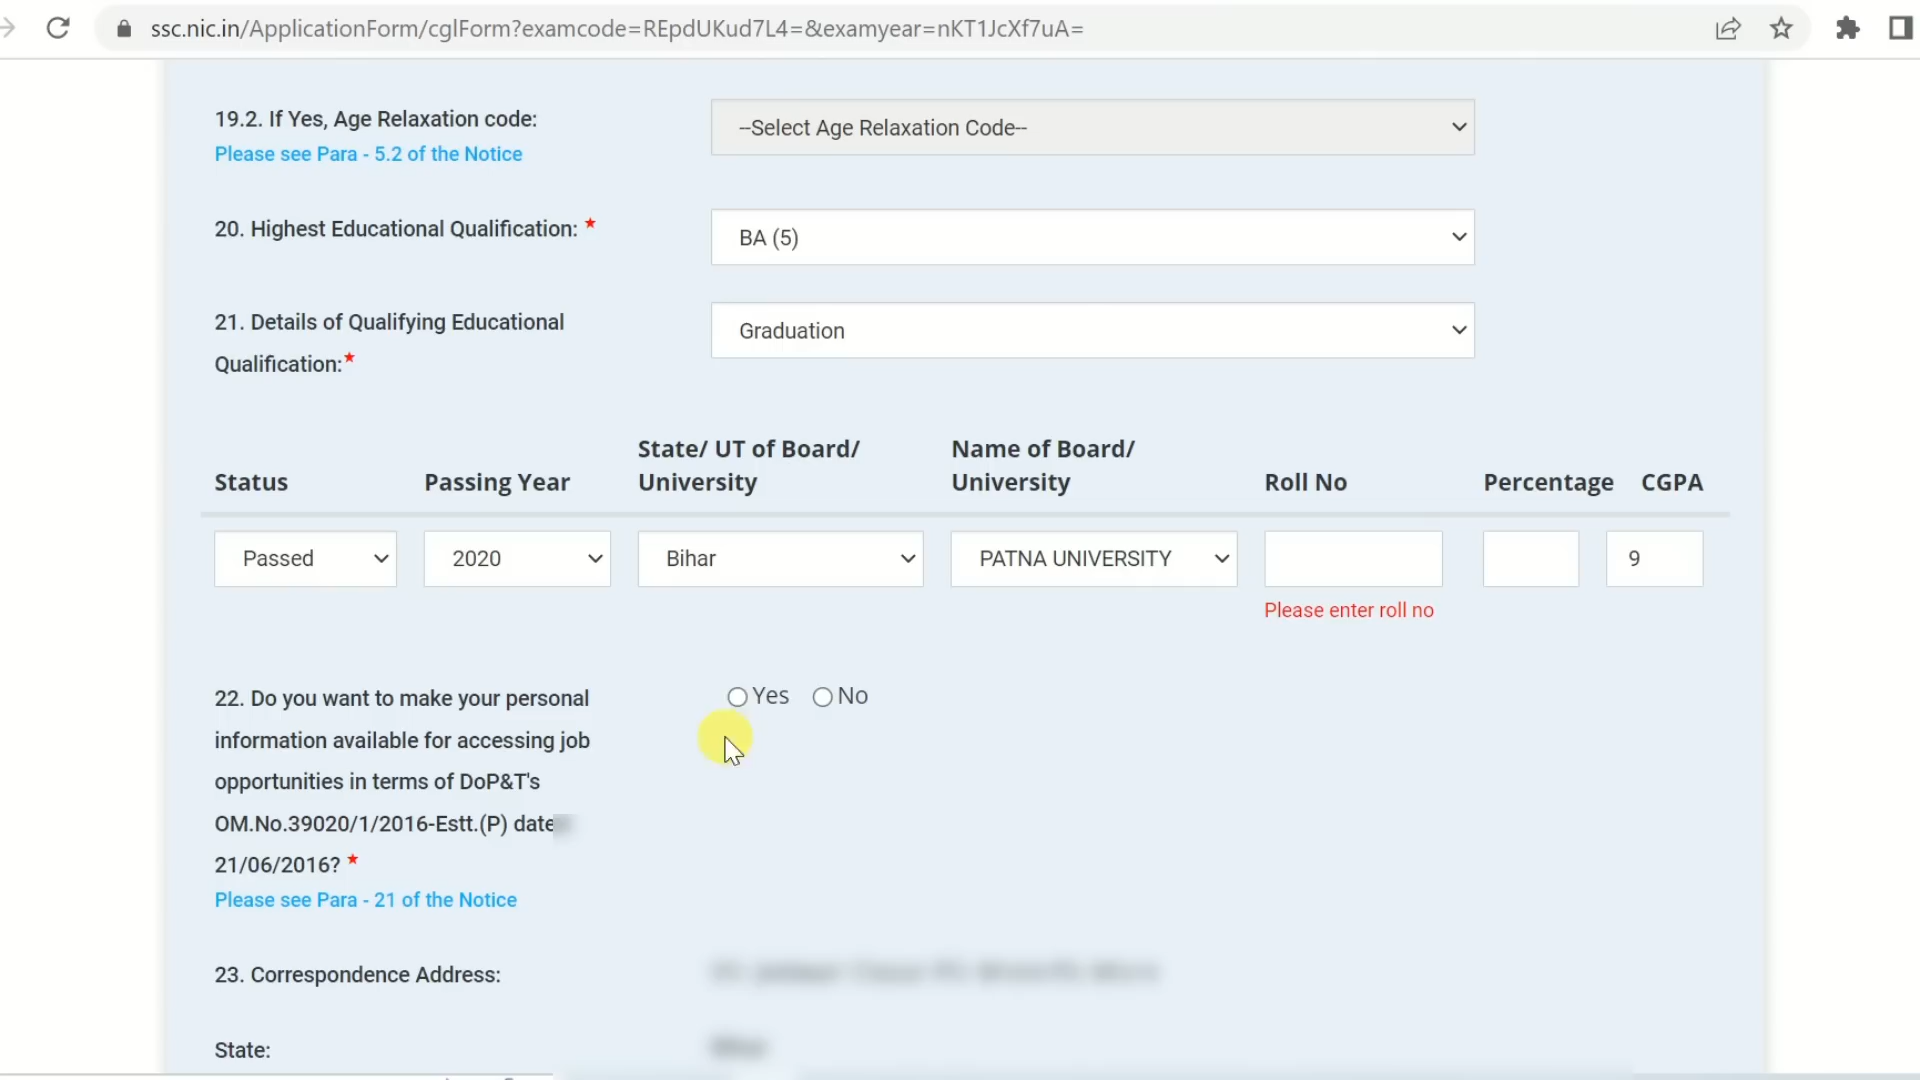 ssc.nic.in/ApplicationForm/cglForm?examcode=REpdUKud7L4=&examyear=nKT1JcXf7uA=
19.2. If Yes, Age Relaxation code:
--Select Age Relaxation Code--
Please see Para - 5.2 of the Notice
20. Highest Educational Qualification: *
BA (5)
21. Details of Qualifying Educational
Qualification:*
Graduation
Status
Passing Year
State/ UT of Board/
University
Name of Board/
University
Roll No
Percentage
CGPA
Passed
2020
Bihar
PATNA UNIVERSITY
9
Please enter roll no
22. Do you want to make your personal
information available for accessing job
opportunities in terms of DoP&T's
OM.No.39020/1/2016-Estt.(P) date
21/06/2016? *
Yes
No
Please see Para - 21 of the Notice
23. Correspondence Address:
State: